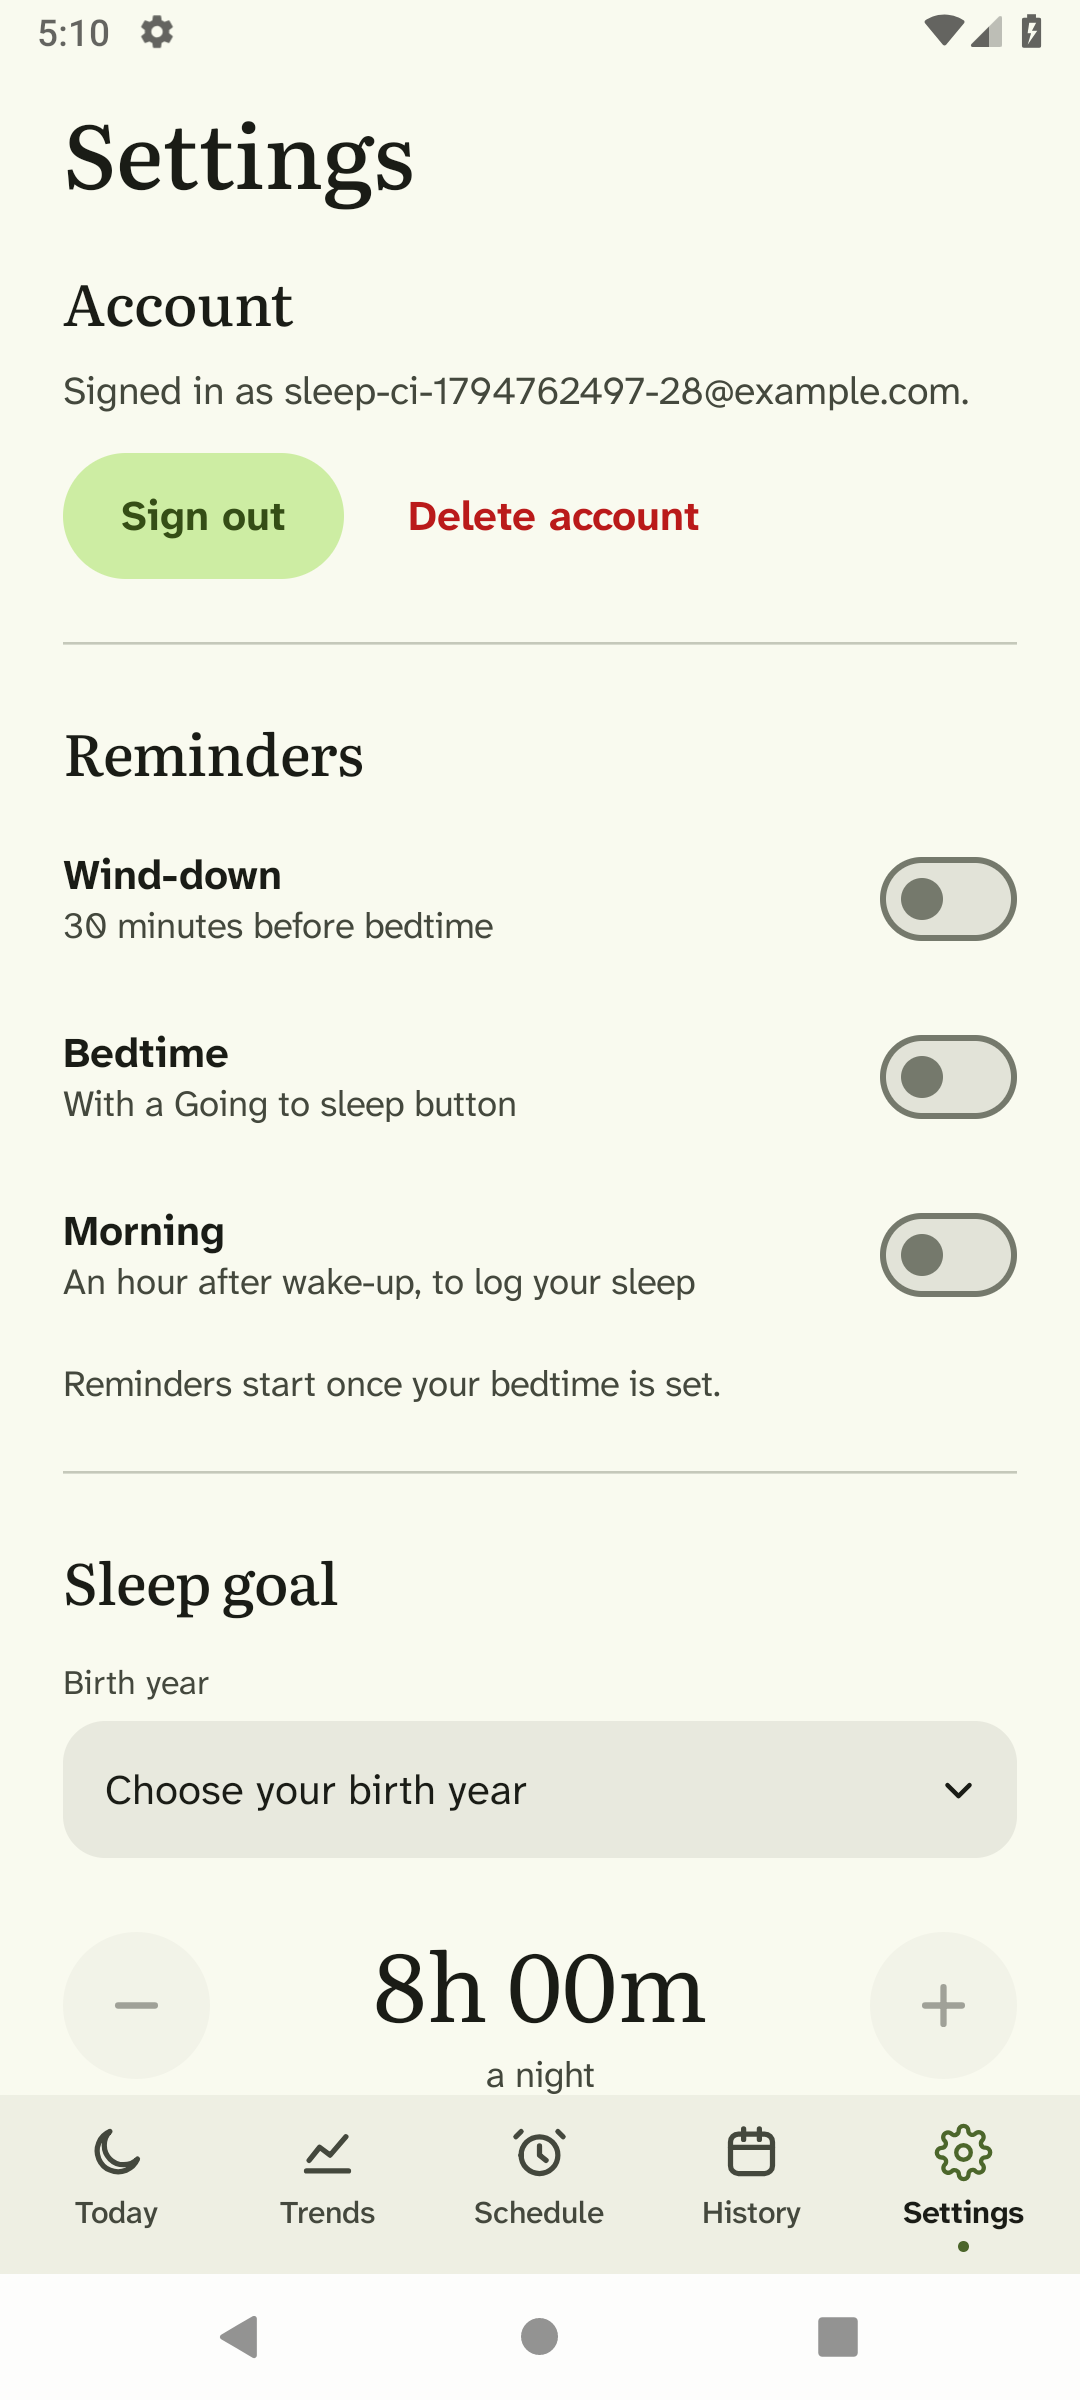 5:10
Settings
Account
Signed in as sleep-ci-1794762497-28@example.com.
Sign out
Delete account
Reminders
Wind-down
30 minutes before bedtime
Bedtime
With a Going to sleep button
Morning
An hour after wake-up, to log your sleep
Reminders start once your bedtime is set.
Sleep goal
Birth year
Choose your birth year
8h 00m
a night
Today
Trends
Schedule
History
Settings